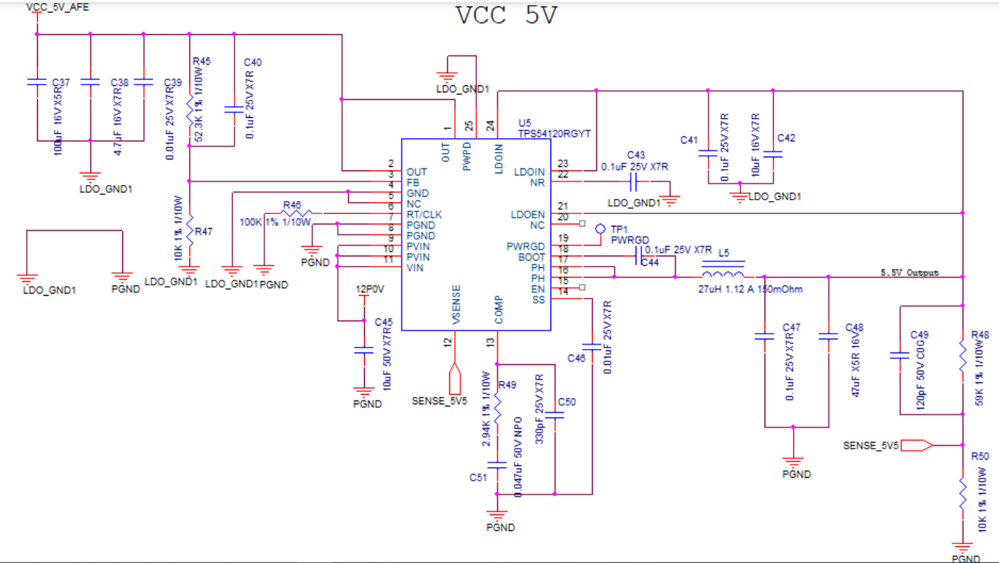 VCC_5V_AFE
VCC 5V
C37
100uF 16V X5R
C38
4.7uF 16V X7R
C39
0.01uF 25V X7R
R45
52.3K 1% 1/10W
C40
0.1uF 25V X7R
LDO_GND1
LDO_GND1
U5
TPS54120RGYT
1
25
24
OUT
PWPD
LDOIN
2
OUT
3
FB
4
GND
5
NC
6
RT/CLK
7
PGND
8
PGND
9
PVIN
10
PVIN
11
VIN
23
LDOIN
22
NR
21
LDOEN
20
NC
19
PWRGD
18
BOOT
17
PH
16
PH
15
EN
14
SS
VSENSE
COMP
12
13
C43
0.1uF 25V X7R
LDO_GND1
C41
0.1uF 25V X7R
C42
10uF 16V X7R
LDO_GND1
TP1
PWRGD
0.1uF 25V X7R
C44
L5
27uH 1.12 A 150mOhm
5.5V Output
R46
100K 1% 1/10W
10K 1% 1/10W
R47
PGND
LDO_GND1
PGND
LDO_GND1
LDO_GND1
PGND
12P0V
C45
10uF 50V X7R
PGND
SENSE_5V5
R49
2.94K 1% 1/10W
C50
330pF 25V X7R
C51
0.047uF 50V NPO
PGND
C46
0.01uF 25V X7R
C47
0.1uF 25V X7R
C48
47uF X5R 16V
PGND
C49
120pF 50V C0G
R48
59K 1% 1/10W
SENSE_5V5
R50
10K 1% 1/10W
PGND